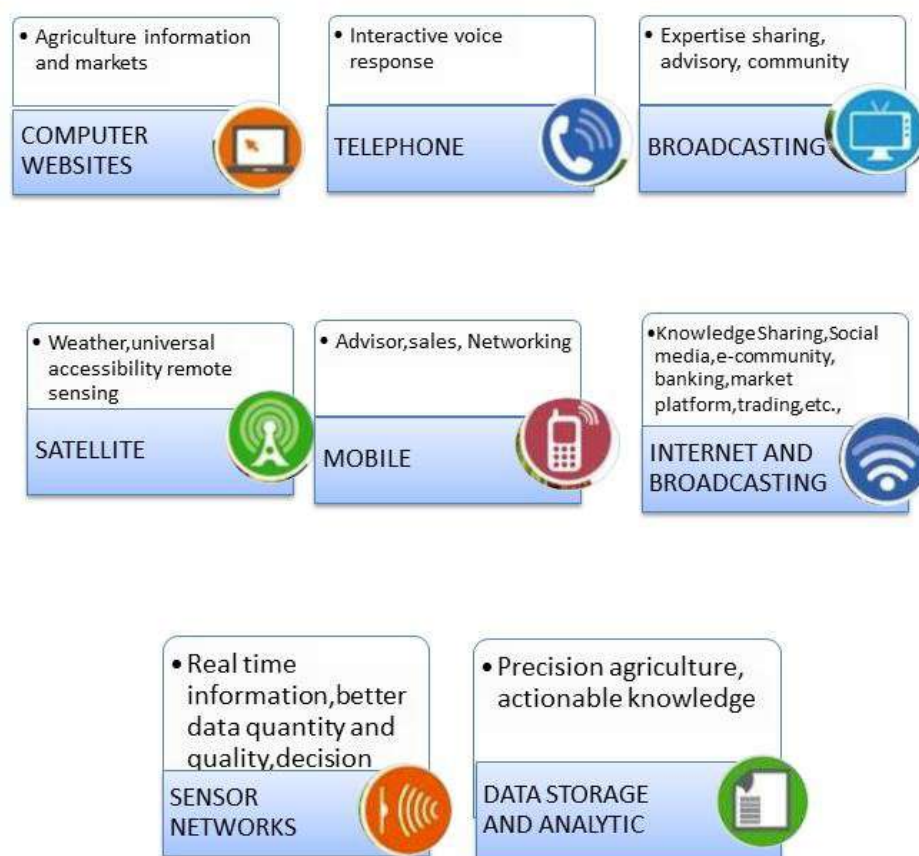 • Agriculture information
and markets
COMPUTER
WEBSITES
• Interactive voice
response
TELEPHONE
• Expertise sharing,
advisory, community
BROADCASTING
• Weather,universal
accessibility remote
sensing
SATELLITE
• Advisor,sales, Networking
MOBILE
•KnowledgeSharing,Social
media,e-community,
banking,market
platform,trading,etc.,
INTERNET AND
BROADCASTING
• Real time
information,better
data quantity and
quality,decision
SENSOR
NETWORKS
• Precision agriculture,
actionable knowledge
DATA STORAGE
AND ANALYTIC